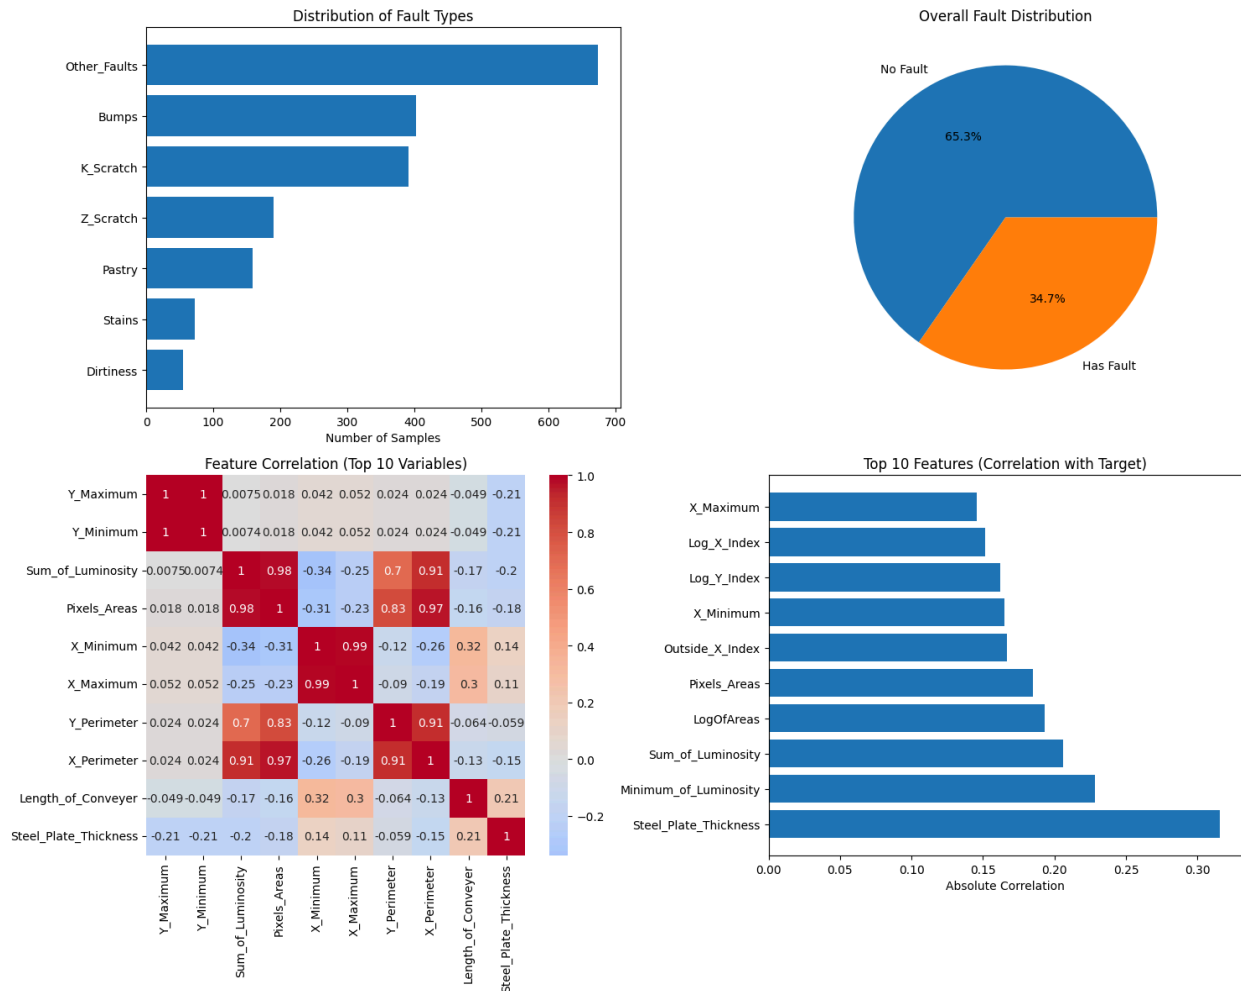 Distribution of Fault Types
Other_Faults
Bumps
K_Scratch
Z_Scratch
Pastry
Stains
Dirtiness
0 100 200 300 400 500 600 700
Number of Samples
Overall Fault Distribution
No Fault
65.3%
34.7%
Has Fault
Feature Correlation (Top 10 Variables)
Y_Maximum 1 1 0.0075 0.018 0.042 0.052 0.024 0.024 -0.049 -0.21
Y_Minimum 1 1 0.0074 0.018 0.042 0.052 0.024 0.024 -0.049 -0.21
Sum_of_Luminosity 0.0075 0.0074 1 0.98 -0.34 -0.25 0.7 0.91 -0.17 -0.2
Pixels_Areas 0.018 0.018 0.98 1 -0.31 -0.23 0.83 0.97 -0.16 -0.18
X_Minimum 0.042 0.042 -0.34 -0.31 1 0.99 -0.12 -0.26 0.32 0.14
X_Maximum 0.052 0.052 -0.25 -0.23 0.99 1 -0.09 -0.19 0.3 0.11
Y_Perimeter 0.024 0.024 0.7 0.83 -0.12 -0.09 1 0.91 -0.064 -0.059
X_Perimeter 0.024 0.024 0.91 0.97 -0.26 -0.19 0.91 1 -0.13 -0.15
Length_of_Conveyer -0.049 -0.049 -0.17 -0.16 0.32 0.3 -0.064 -0.13 1 0.21
Steel_Plate_Thickness -0.21 -0.21 -0.2 -0.18 0.14 0.11 -0.059 -0.15 0.21 1
Y_Maximum
Y_Minimum
Sum_of_Luminosity
Pixels_Areas
X_Minimum
X_Maximum
Y_Perimeter
X_Perimeter
Length_of_Conveyer
Steel_Plate_Thickness
1.0
0.8
0.6
0.4
0.2
0.0
−0.2
Top 10 Features (Correlation with Target)
X_Maximum
Log_X_Index
Log_Y_Index
X_Minimum
Outside_X_Index
Pixels_Areas
LogOfAreas
Sum_of_Luminosity
Minimum_of_Luminosity
Steel_Plate_Thickness
0.00 0.05 0.10 0.15 0.20 0.25 0.30
Absolute Correlation